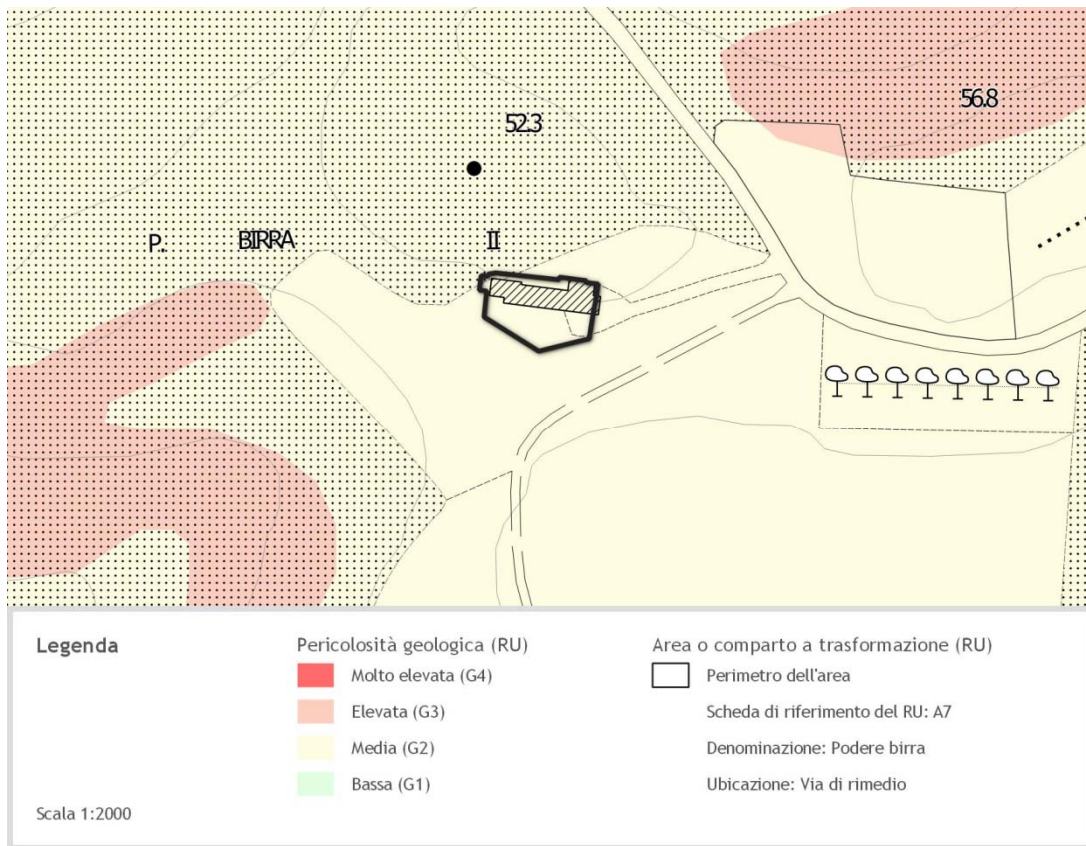 56.8
52.3
P. BIRRA II
Legenda
Pericolosità geologica (RU)
Molto elevata (G4)
Elevata (G3)
Media (G2)
Bassa (G1)
Area o comparto a trasformazione (RU)
Perimetro dell'area
Scheda di riferimento del RU: A7
Denominazione: Podere birra
Ubicazione: Via di rimedio
Scala 1:2000